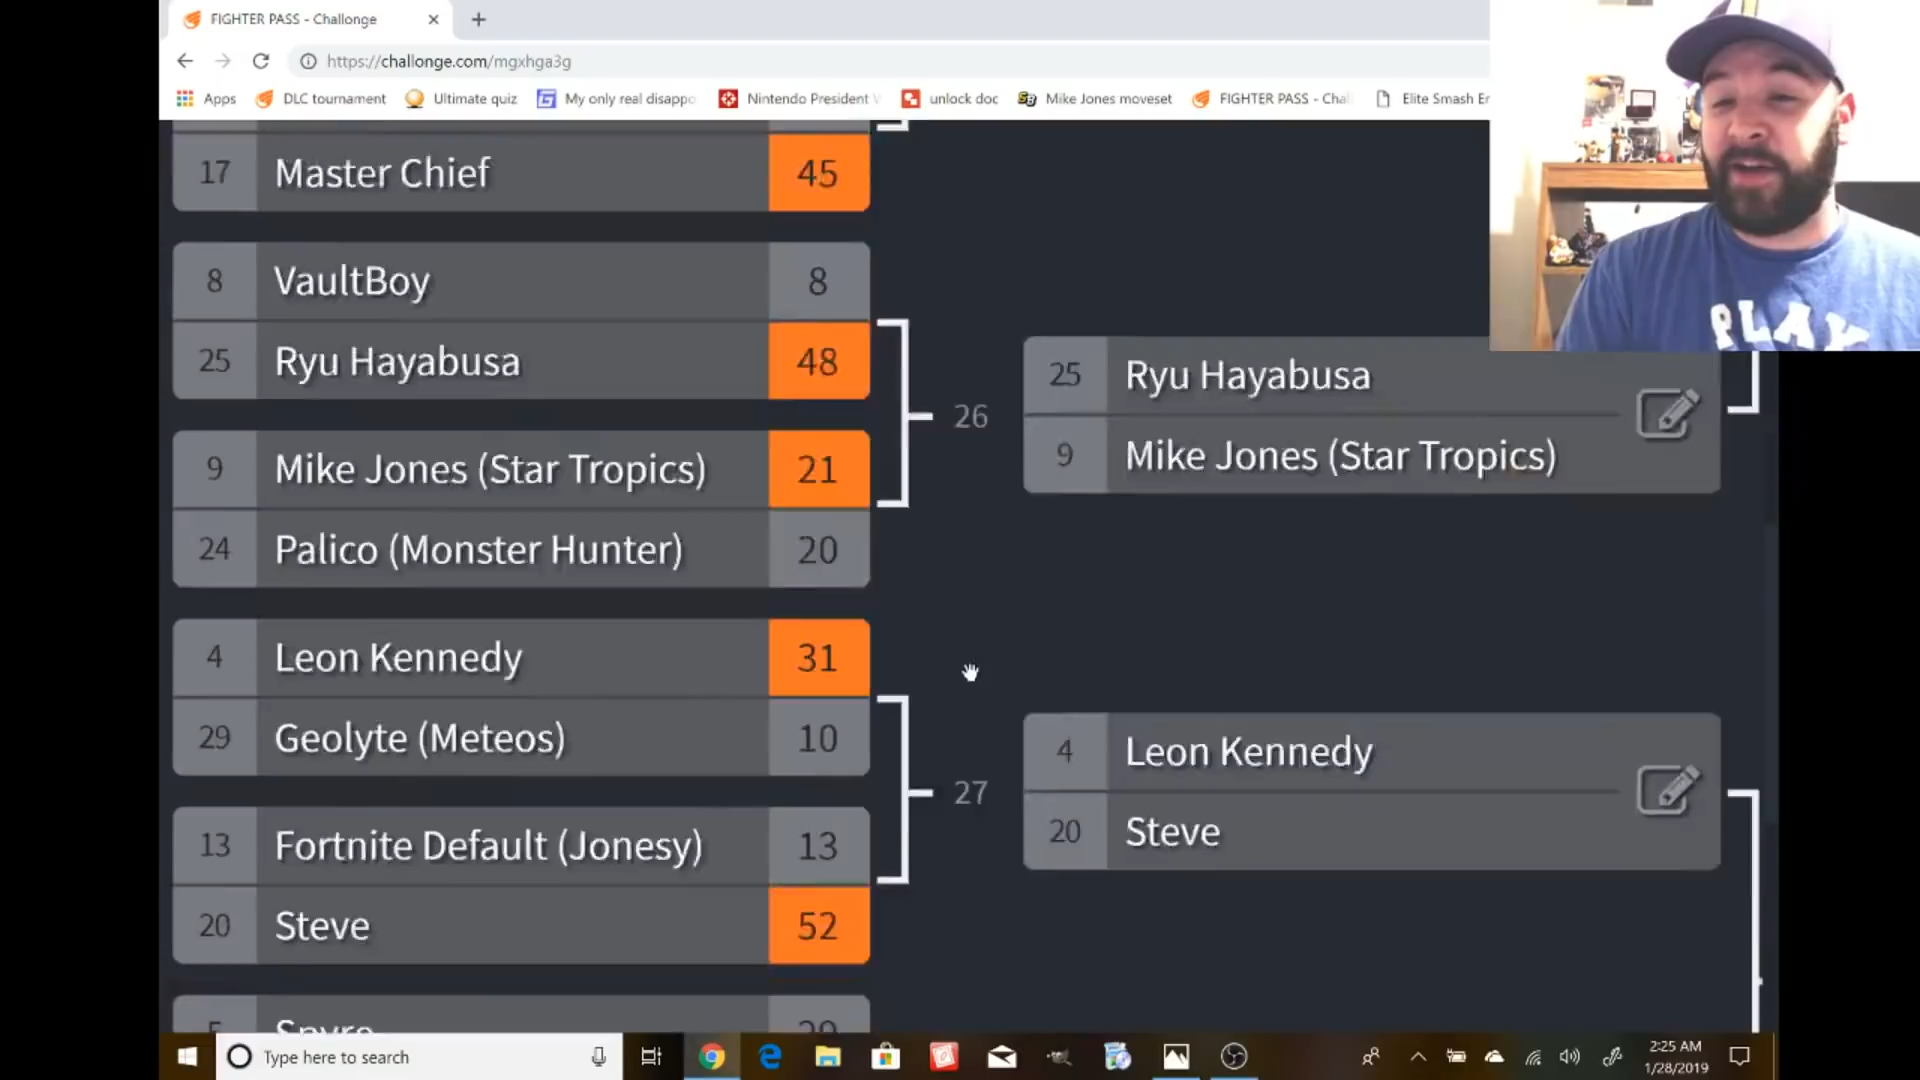 FIGHTER PASS - Challonge
https://challonge.com/mgxhga3g
Apps
DLC tournament
Ultimate quiz
My only real disappo
Nintendo President
unlock doc
Mike Jones moveset
FIGHTER PASS - Chal
Elite Smash Er
17 Master Chief 45
8 VaultBoy 8
25 Ryu Hayabusa 48
26
25 Ryu Hayabusa
9 Mike Jones (Star Tropics)
9 Mike Jones (Star Tropics) 21
24 Palico (Monster Hunter) 20
4 Leon Kennedy 31
29 Geolyte (Meteos) 10
27
4 Leon Kennedy
20 Steve
13 Fortnite Default (Jonesy) 13
20 Steve 52
5 Spyro
PLAY
Type here to search
2:25 AM
1/28/2019